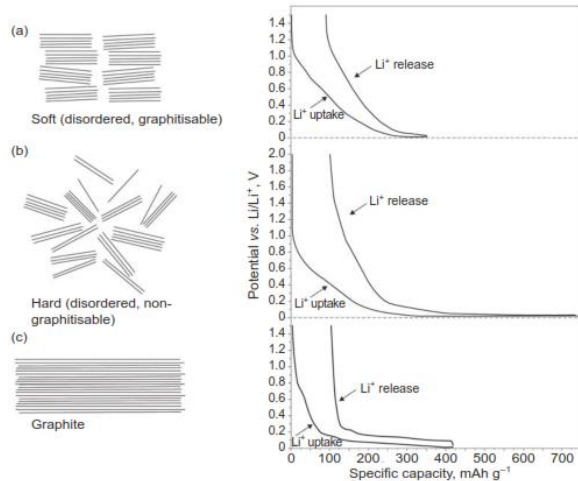 (a)
Soft (disordered, graphitisable)
(b)
Hard (disordered, non-
graphitisable)
(c)
Graphite
Potential vs. Li/Li⁺, V
1.4
1.2
1.0
0.8
0.6
0.4
0.2
0
Li⁺ release
Li⁺ uptake
2.0
1.8
1.6
1.4
1.2
1.0
0.8
0.6
0.4
0.2
0
Li⁺ release
Li⁺ uptake
1.4
1.2
1.0
0.8
0.6
0.4
0.2
0
Li⁺ release
Li⁺ uptake
0 100 200 300 400 500 600 700
Specific capacity, mAh g⁻¹